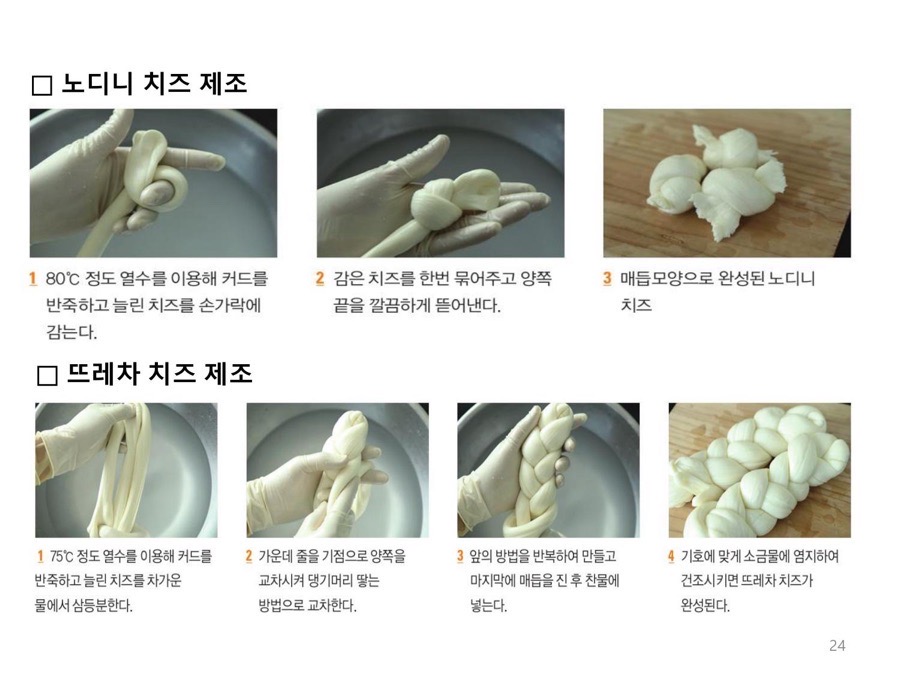 □ 노디니 치즈 제조
1 80℃ 정도 열수를 이용해 커드를
반죽하고 늘린 치즈를 손가락에
감는다.
2 감은 치즈를 한번 묶어주고 양쪽
끝을 깔끔하게 뜯어낸다.
3 매듭모양으로 완성된 노디니
치즈
□ 뜨레차 치즈 제조
1 75℃ 정도 열수를 이용해 커드를
반죽하고 늘린 치즈를 차가운
물에서 삼등분한다.
2 가운데 줄을 기점으로 양쪽을
교차시켜 댕기머리 땋는
방법으로 교차한다.
3 앞의 방법을 반복하여 만들고
마지막에 매듭을 진 후 찬물에
넣는다.
4 기호에 맞게 소금물에 염지하여
건조시키면 뜨레차 치즈가
완성된다.
24